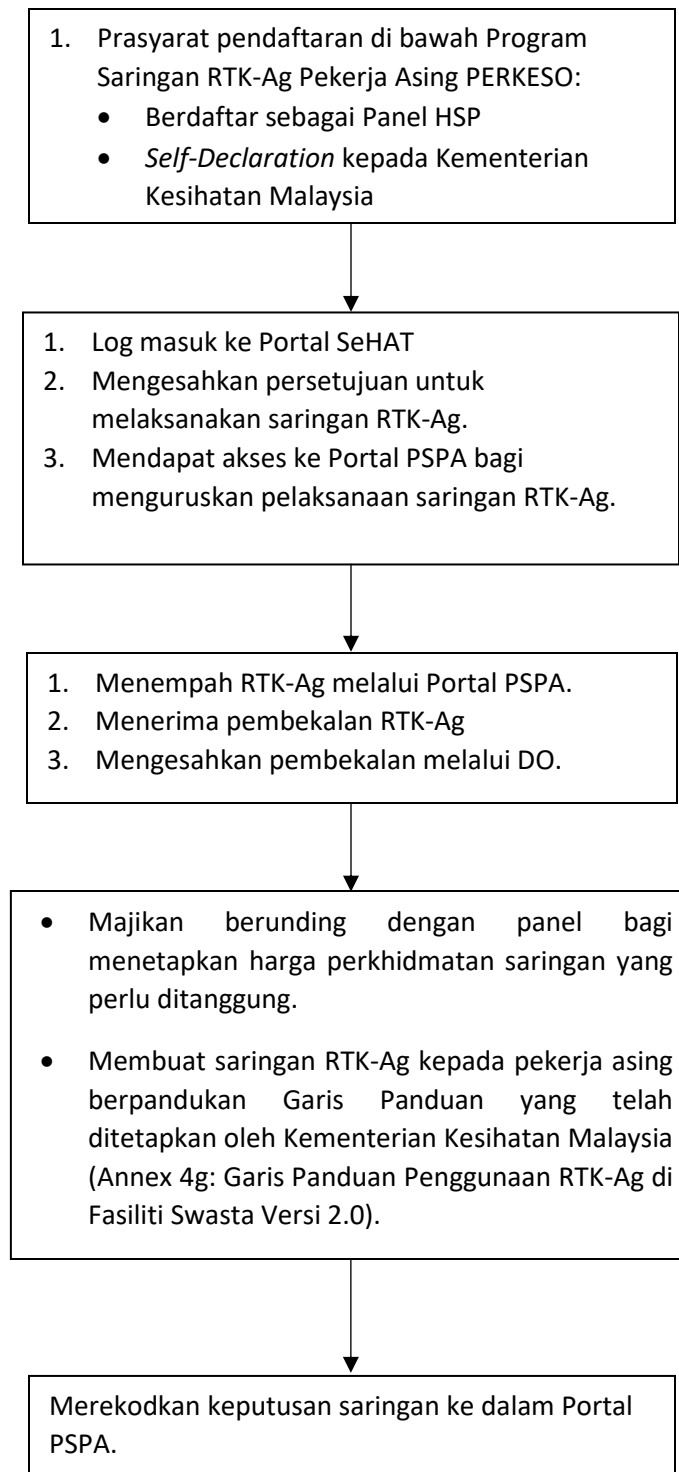 1. Prasyarat pendaftaran di bawah Program
Saringan RTK-Ag Pekerja Asing PERKESO:
• Berdaftar sebagai Panel HSP
• Self-Declaration kepada Kementerian
Kesihatan Malaysia
1. Log masuk ke Portal SeHAT
2. Mengesahkan persetujuan untuk
melaksanakan saringan RTK-Ag.
3. Mendapat akses ke Portal PSPA bagi
menguruskan pelaksanaan saringan RTK-Ag.
1. Menempah RTK-Ag melalui Portal PSPA.
2. Menerima pembekalan RTK-Ag
3. Mengesahkan pembekalan melalui DO.
• Majikan berunding dengan panel bagi
menetapkan harga perkhidmatan saringan yang
perlu ditanggung.
• Membuat saringan RTK-Ag kepada pekerja asing
berpandukan Garis Panduan yang telah
ditetapkan oleh Kementerian Kesihatan Malaysia
(Annex 4g: Garis Panduan Penggunaan RTK-Ag di
Fasiliti Swasta Versi 2.0).
Merekodkan keputusan saringan ke dalam Portal
PSPA.